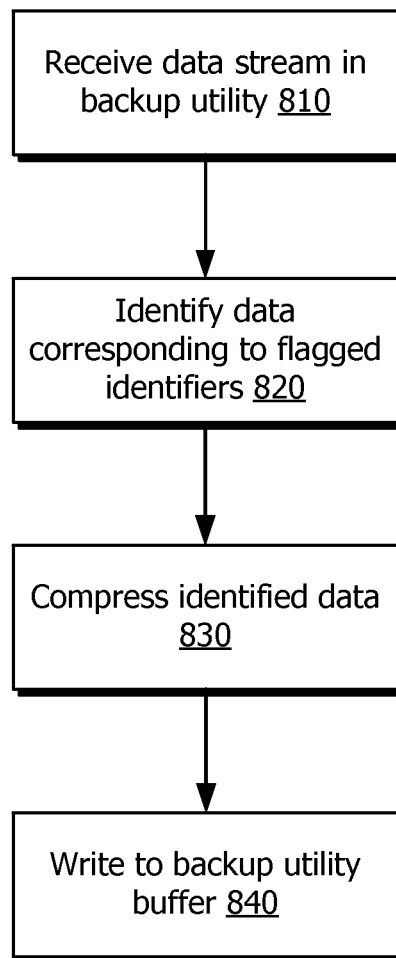 Receive data stream in
backup utility 810
Identify data
corresponding to flagged
identifiers 820
Compress identified data
830
Write to backup utility
buffer 840